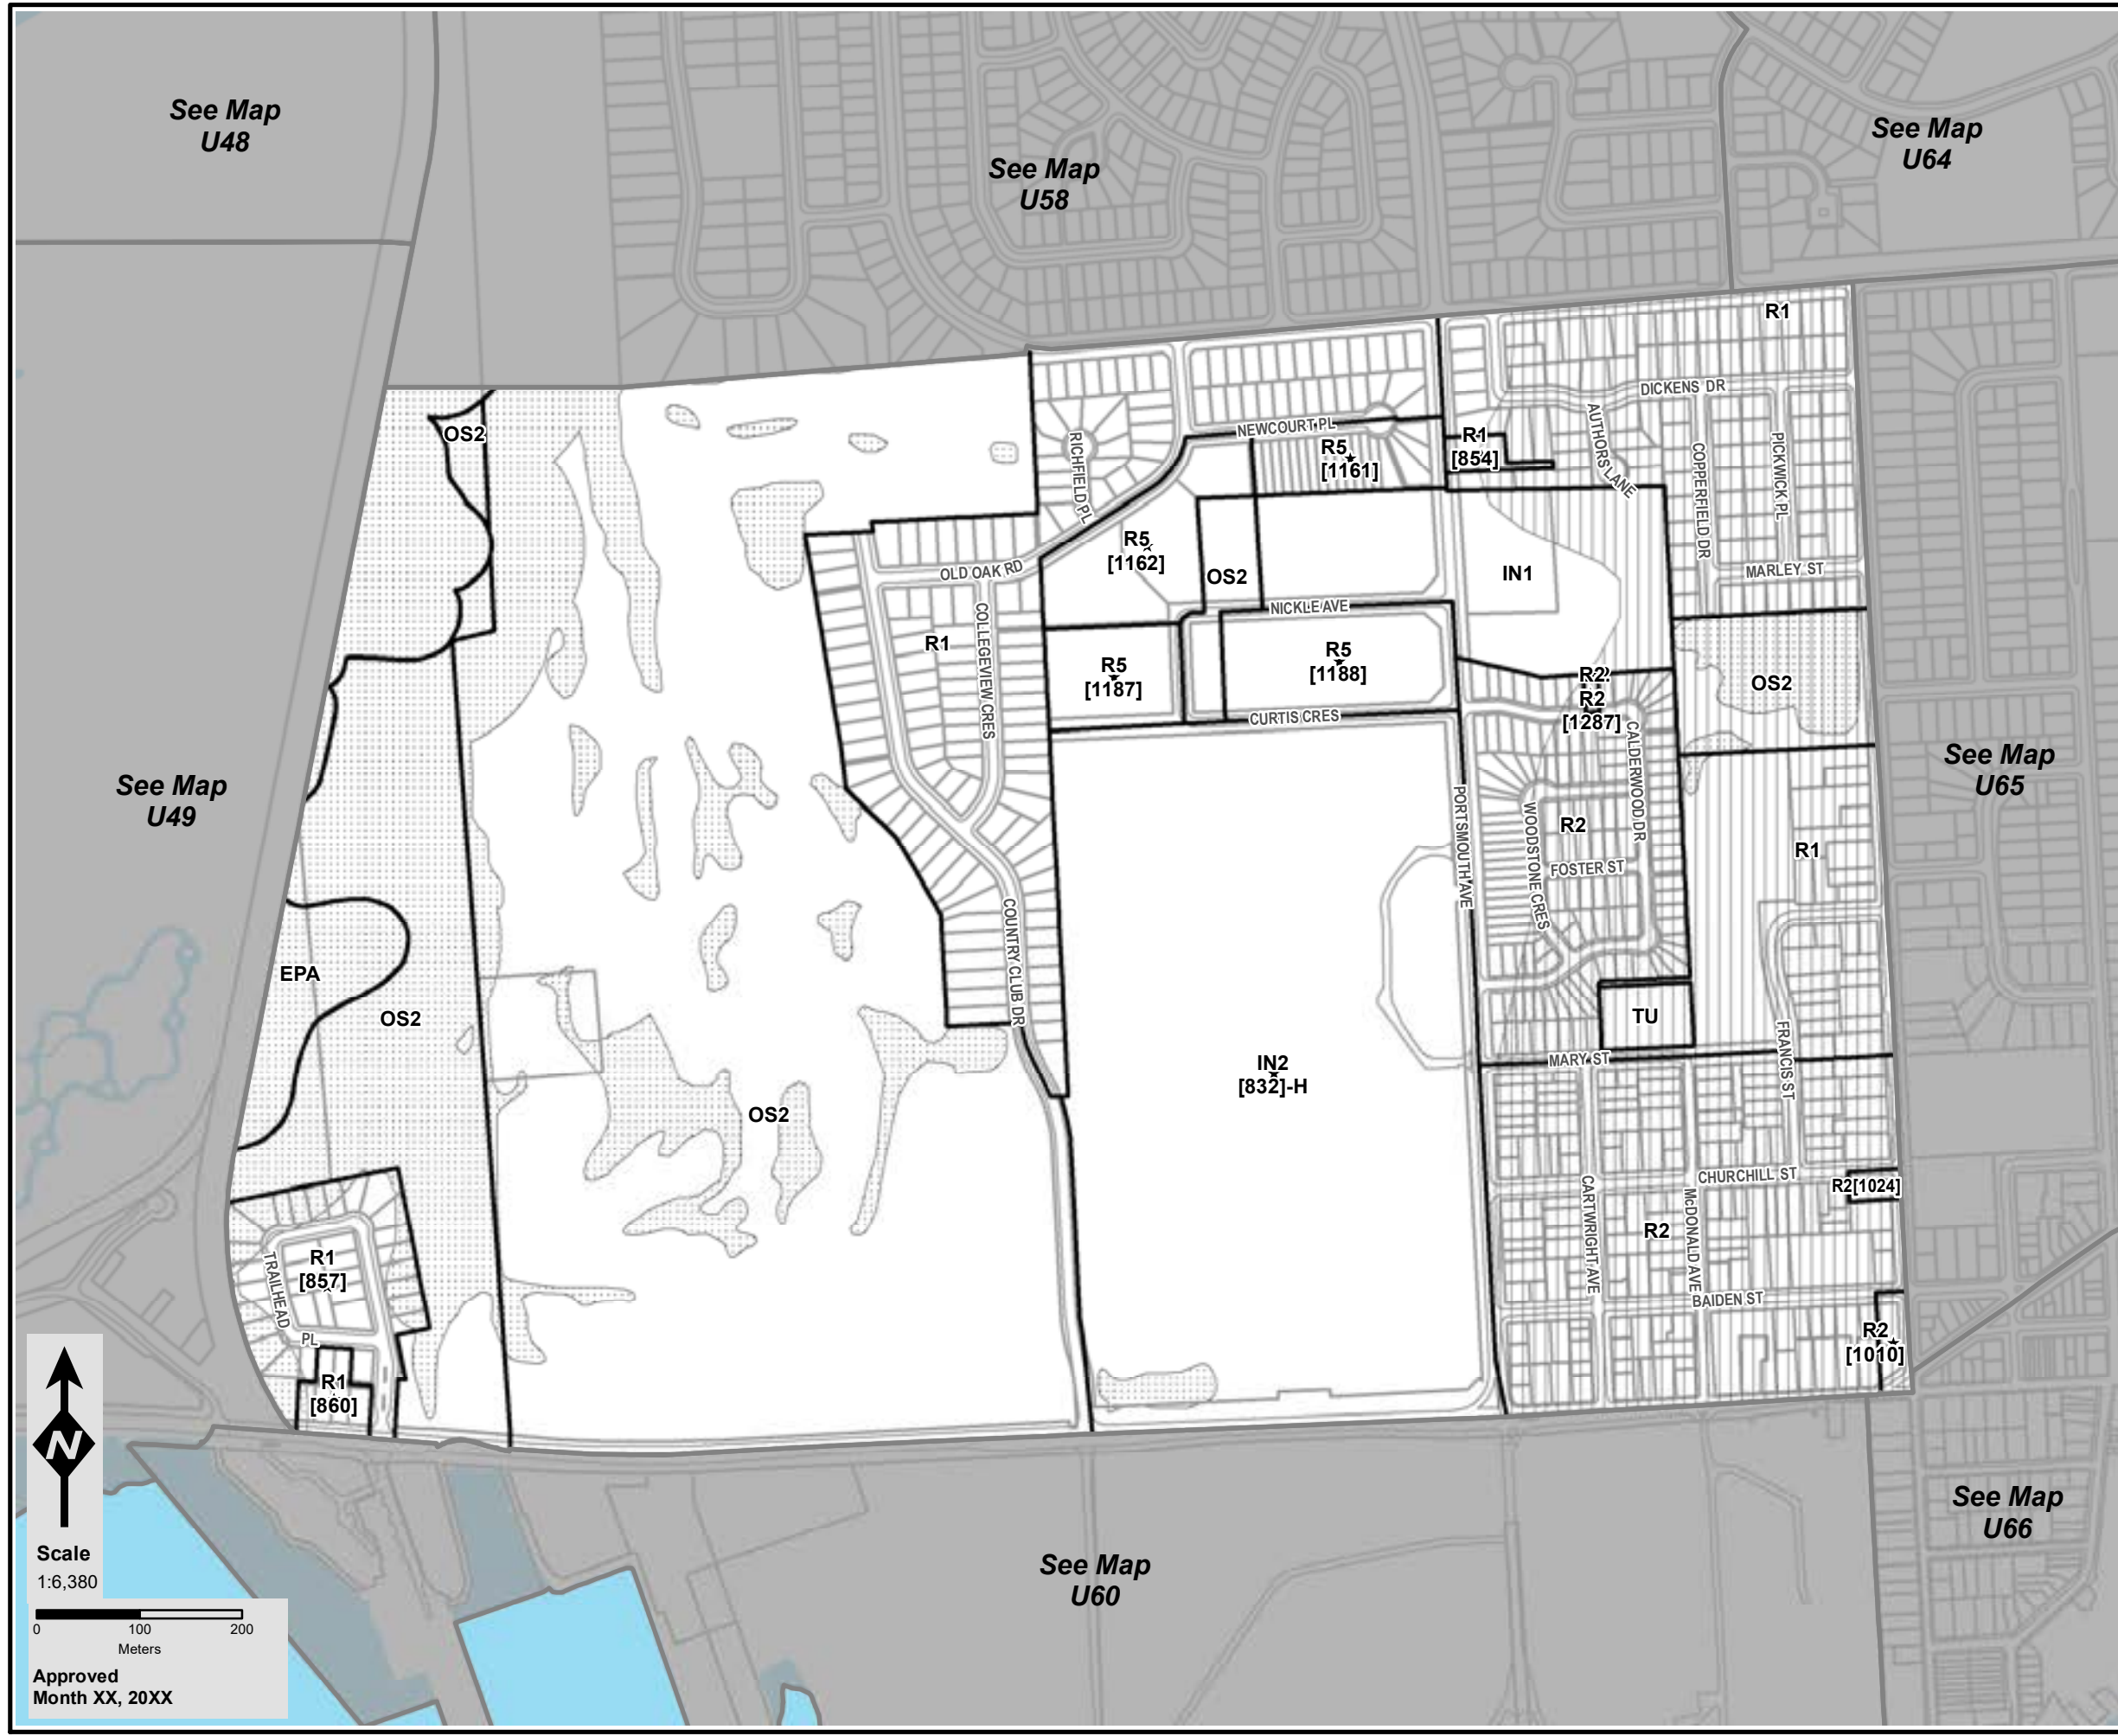 See Map
U48
See Map
U58
See Map
U64
R1
DICKENS DR
OS2
NEWCOURT PL
RICHFIELD PL
R5
[1161]
R1
[854]
AUTHORS LANE
COPPERFIELD DR
PICKWICK PL
R5
[1162]
OLD OAK RD
OS2
IN1
MARLEY ST
NICKLE AVE
COLLEGEVIEW CRES
R1
R5
[1187]
R5
[1188]
R2
R2
[1287]
OS2
CURTIS CRES
CALDERWOOD DR
See Map
U49
See Map
U65
PORTSMOUTH AVE
WOODSTONE CRES
R2
FOSTER ST
R1
COUNTRY CLUB DR
EPA
OS2
TU
FRANCIS ST
MARY ST
IN2
[832]-H
OS2
CHURCHILL ST
R2[1024]
CARTWRIGHT AVE
R2
McDONALD AVE
TRAILHEAD
PL
R1
[857]
BAIDEN ST
R2
[1010]
R1
[860]
N
See Map
U66
See Map
U60
Scale
1:6,380
0 100 200
Meters
Approved
Month XX, 20XX